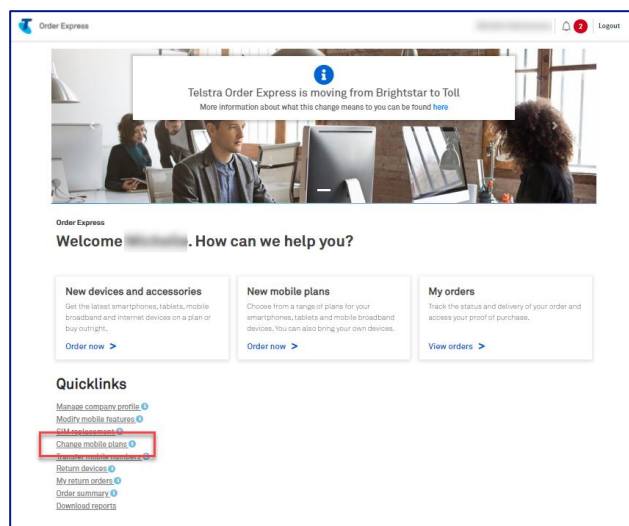 Order Express
2
Logout
Telstra Order Express is moving from Brightstar to Toll
More information about what this change means to you can be found here
Order Express
Welcome . How can we help you?
New devices and accessories
Get the latest smartphones, tablets, mobile
broadband and internet devices on a plan or
buy outright.
Order now >
New mobile plans
Choose from a range of plans for your
smartphones, tablets and mobile broadband
devices. You can also bring your own devices.
Order now >
My orders
Track the status and delivery of your order and
access your proof of purchase.
View orders >
Quicklinks
Manage company profile
Modify mobile features
SIM replacement
Change mobile plans
Transfer mobile numbers
Return devices
My return orders
Order summary
Download reports